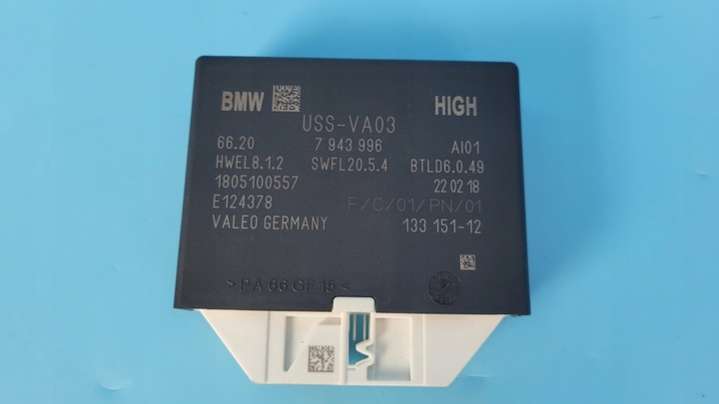 BMW HIGH
USS-VA03
66.20 7 943 996 AI01
HWEL8.1.2 SWFL20.5.4 BTLD6.0.49
1805100557 22 02 18
E124378 F/C/01/PN/01
VALEO GERMANY 133 151-12
>PA 66 GF 15<